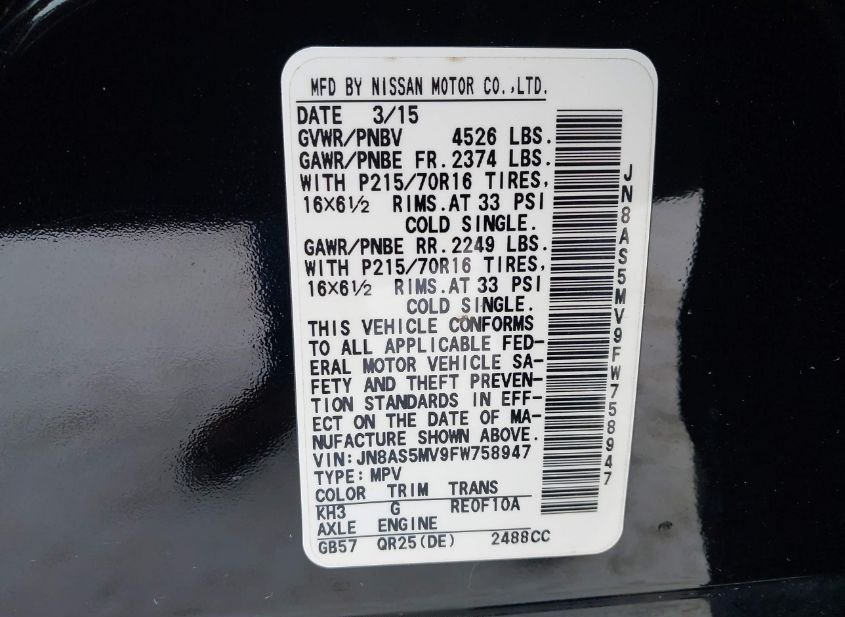 MFD BY NISSAN MOTOR CO.,LTD.
DATE 3/15
GVWR/PNBV 4526 LBS.
GAWR/PNBE FR.2374 LBS.
WITH P215/70R16 TIRES,
16X6½ RIMS.AT 33 PSI
COLD SINGLE.
GAWR/PNBE RR.2249 LBS.
WITH P215/70R16 TIRES,
16X6½ RIMS.AT 33 PSI
COLD SINGLE.
THIS VEHICLE CONFORMS
TO ALL APPLICABLE FED-
ERAL MOTOR VEHICLE SA-
FETY AND THEFT PREVEN-
TION STANDARDS IN EFF-
ECT ON THE DATE OF MA-
NUFACTURE SHOWN ABOVE.
VIN:JN8AS5MV9FW758947
TYPE:MPV
COLOR TRIM TRANS
KH3 G RE0F10A
AXLE ENGINE
GB57 QR25(DE) 2488CC
JN8AS5MV9FW758947